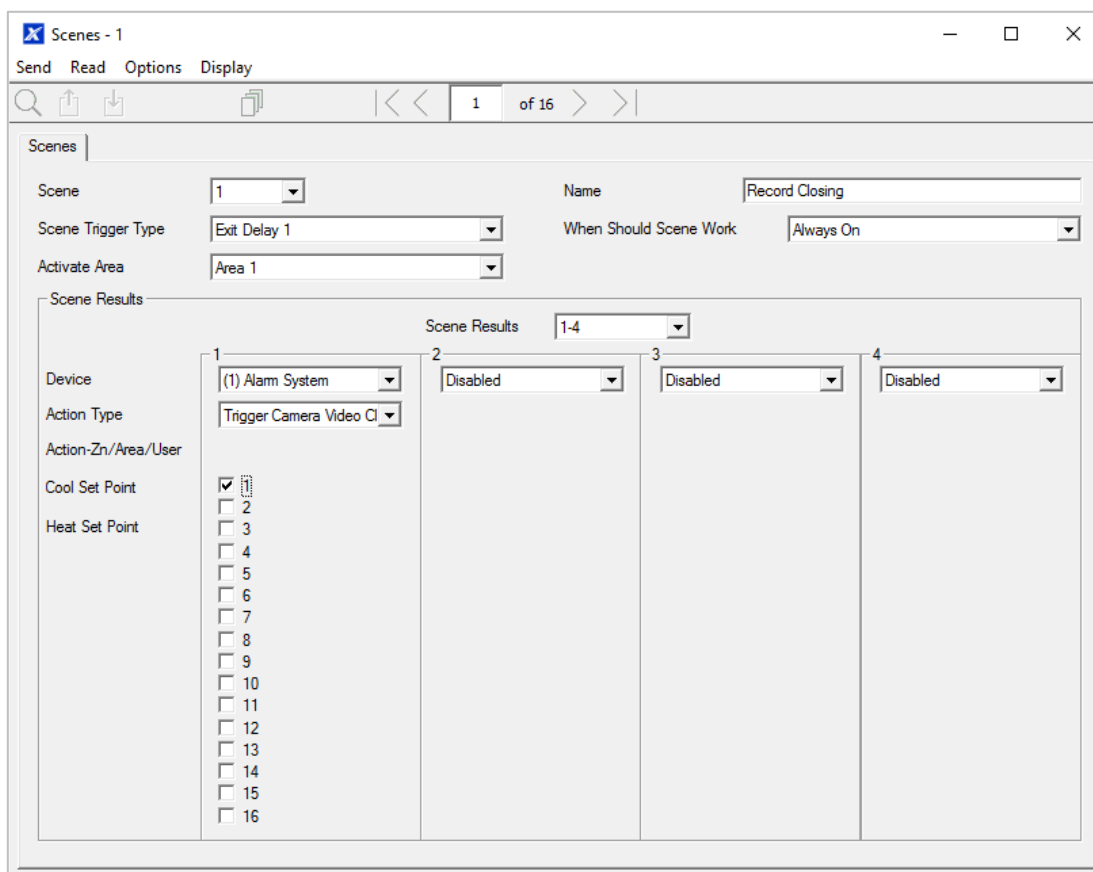 Scenes - 1
Send Read Options Display
1 of 16
Scenes
Scene 1 Name Record Closing
Scene Trigger Type Exit Delay 1 When Should Scene Work Always On
Activate Area Area 1
Scene Results
Scene Results 1-4
1 2 3 4
Device (1) Alarm System Disabled Disabled Disabled
Action Type Trigger Camera Video Cl
Action-Zn/Area/User
Cool Set Point 1
2
Heat Set Point 3
4
5
6
7
8
9
10
11
12
13
14
15
16